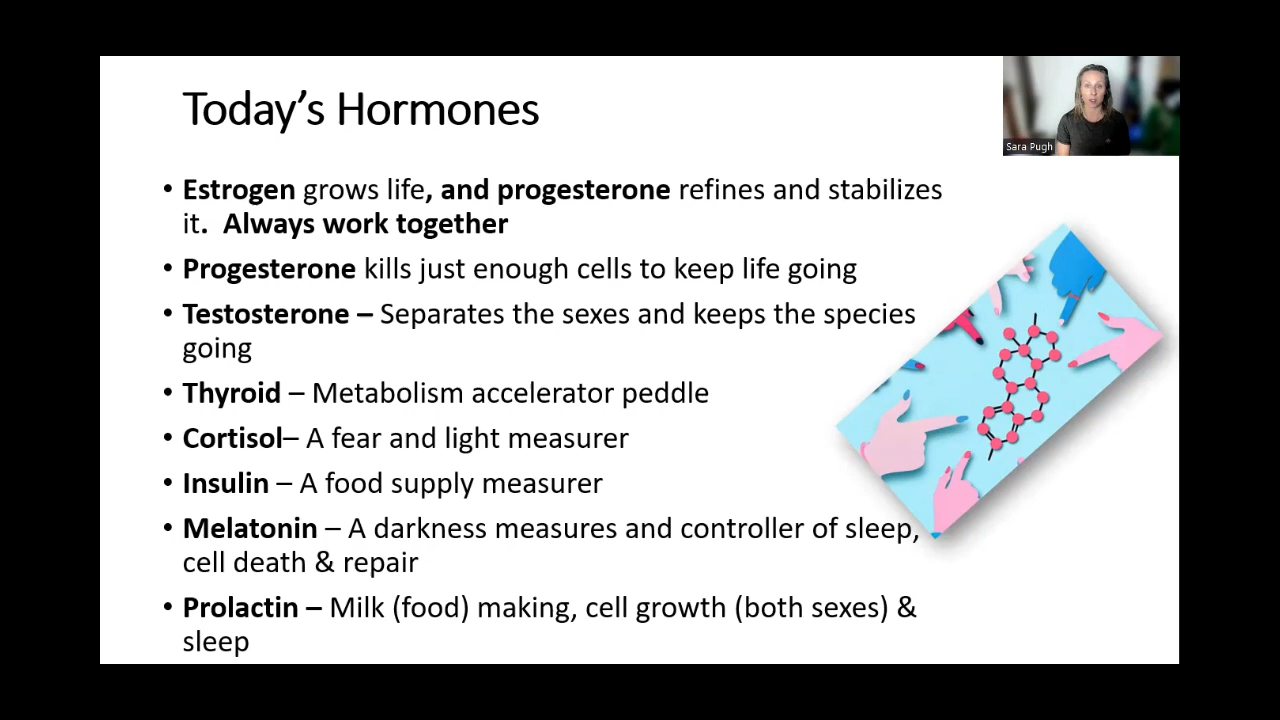 Today's Hormones
Sara Pugh
• Estrogen grows life, and progesterone refines and stabilizes
it.  Always work together
• Progesterone kills just enough cells to keep life going
• Testosterone – Separates the sexes and keeps the species
going
• Thyroid – Metabolism accelerator peddle
• Cortisol– A fear and light measurer
• Insulin – A food supply measurer
• Melatonin – A darkness measures and controller of sleep,
cell death & repair
• Prolactin – Milk (food) making, cell growth (both sexes) &
sleep